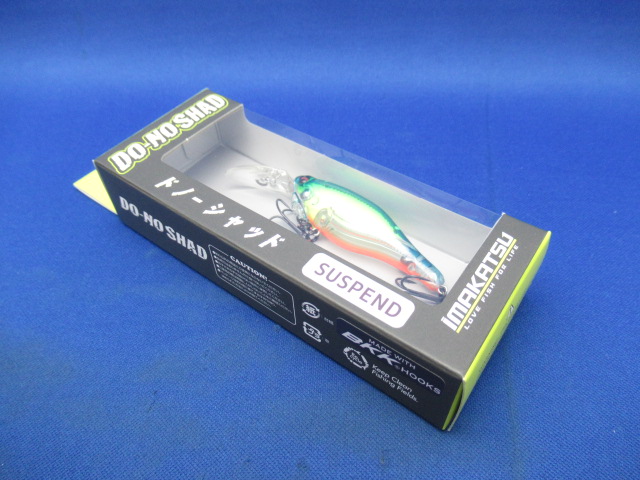 DO-NO SHAD
ドノーシャッド
SUSPEND
IMAKATSU
LOVE FISH FOR LIFE
DO-NO SHAD
CAUTION!
MADE WITH
BKK HOOKS
Keep Clean
Fishing Fields.